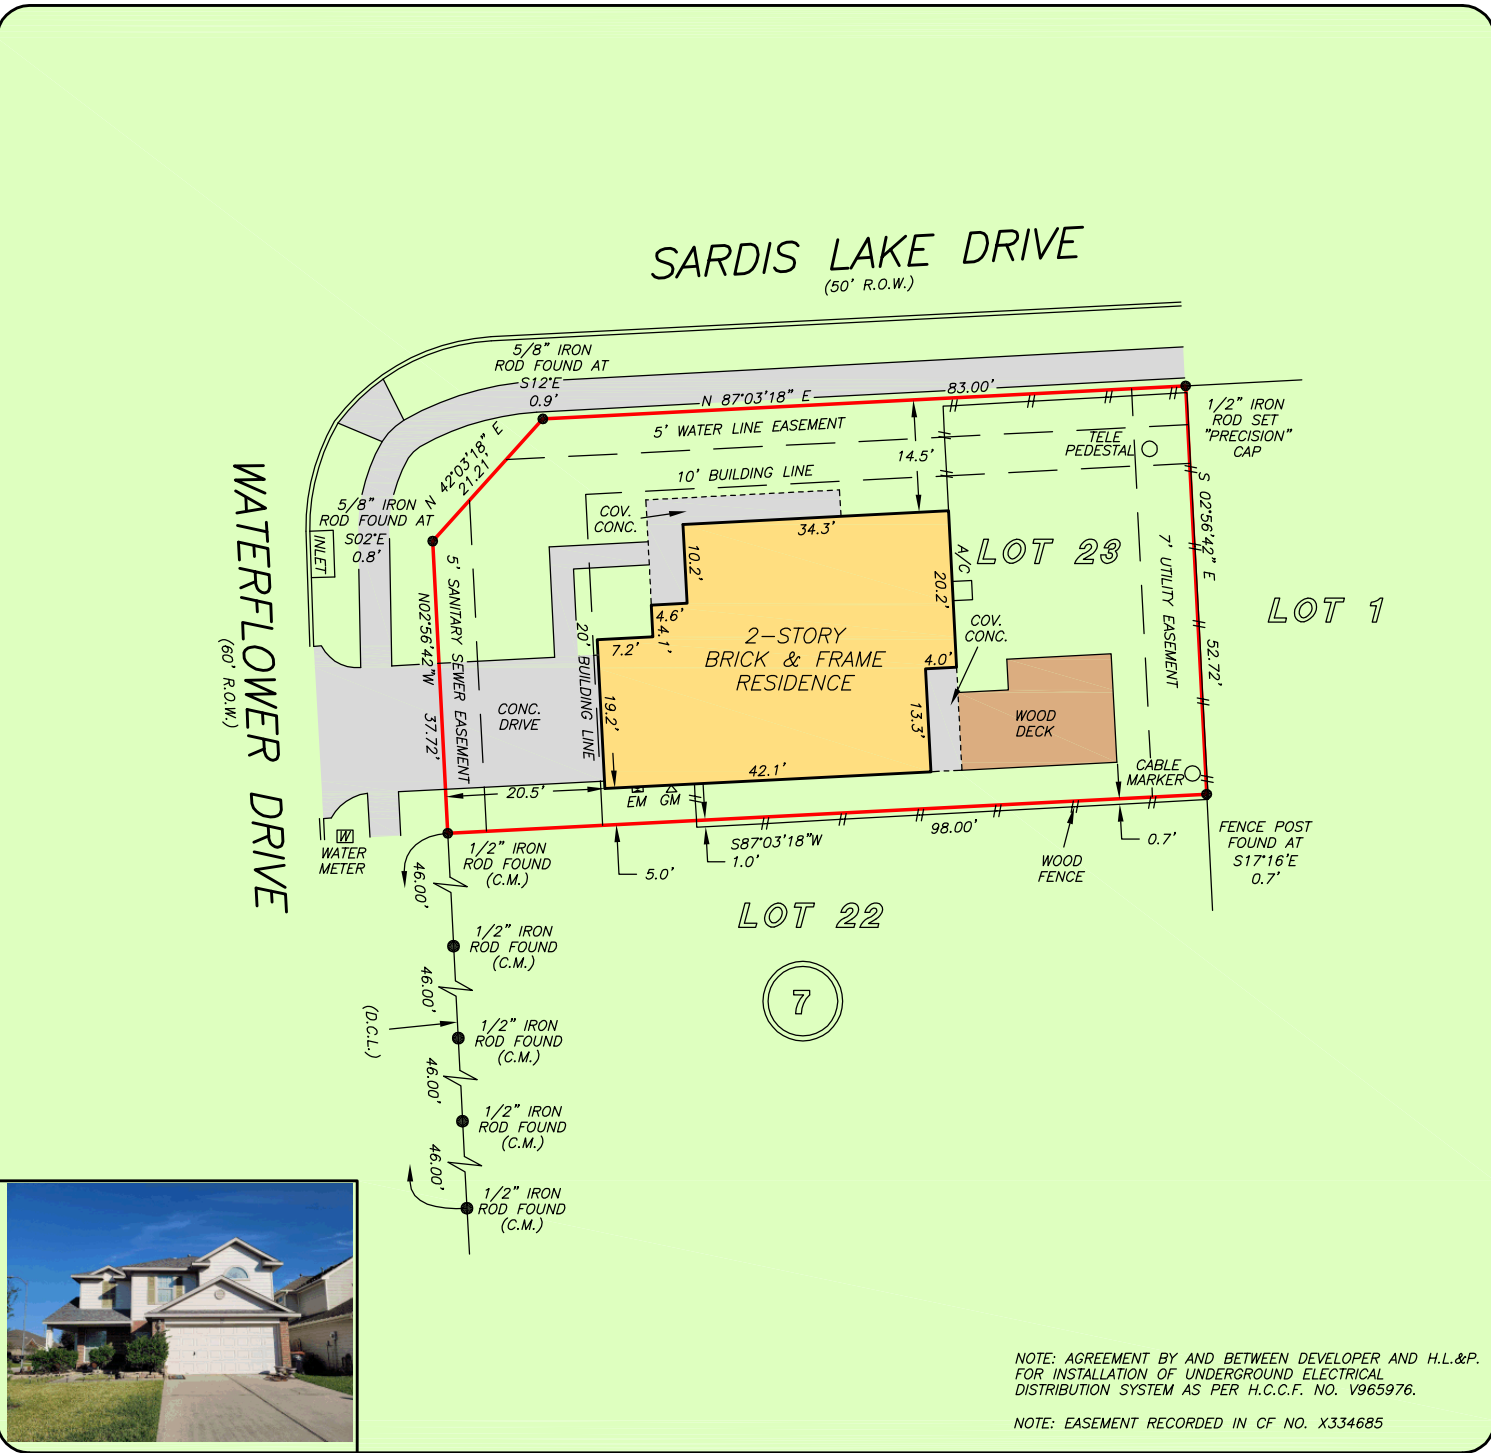 SARDIS LAKE DRIVE
(50' R.O.W.)
5/8" IRON
ROD FOUND AT
S12°E
0.9'
N 87°03'18" E
83.00'
1/2" IRON
ROD SET
"PRECISION"
CAP
5' WATER LINE EASEMENT
TELE
PEDESTAL
14.5'
10' BUILDING LINE
N 42°03'18" E
21.21'
5/8" IRON
ROD FOUND AT
S02°E
0.8'
INLET
WATERFLOWER DRIVE
(60' R.O.W.)
COV.
CONC.
34.3'
10.2'
A/C
LOT 23
20.2'
S 02°56'42" E
52.72'
7' UTILITY EASEMENT
LOT 1
5' SANITARY SEWER EASEMENT
N02°56'42"W
37.72'
4.6'
4.1'
7.2'
20' BUILDING LINE
2-STORY
BRICK & FRAME
RESIDENCE
COV.
CONC.
4.0'
19.2'
13.3'
CONC.
DRIVE
WOOD
DECK
42.1'
CABLE
MARKER
20.5'
EM
GM
W
WATER
METER
1/2" IRON
ROD FOUND
(C.M.)
5.0'
S87°03'18"W
1.0'
98.00'
WOOD
FENCE
0.7'
FENCE POST
FOUND AT
S17°16'E
0.7'
46.00'
LOT 22
1/2" IRON
ROD FOUND
(C.M.)
46.00'
7
(D.C.L.)
1/2" IRON
ROD FOUND
(C.M.)
46.00'
1/2" IRON
ROD FOUND
(C.M.)
46.00'
1/2" IRON
ROD FOUND
(C.M.)
NOTE: AGREEMENT BY AND BETWEEN DEVELOPER AND H.L.&P.
FOR INSTALLATION OF UNDERGROUND ELECTRICAL
DISTRIBUTION SYSTEM AS PER H.C.C.F. NO. V965976.
NOTE: EASEMENT RECORDED IN CF NO. X334685